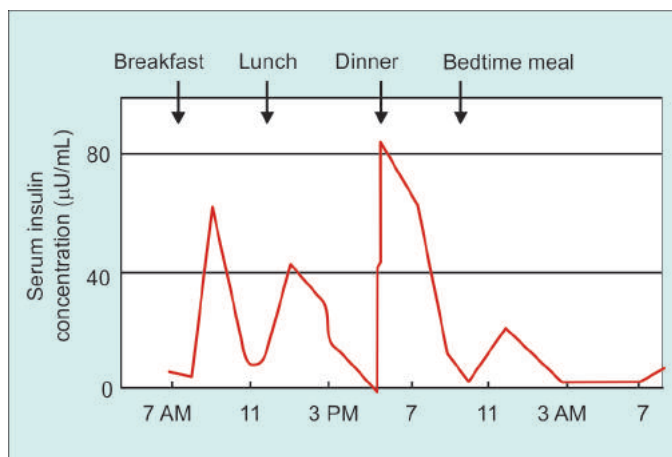 Breakfast Lunch Dinner Bedtime meal
Serum insulin
concentration (μU/mL)
80
40
0
7 AM 11 3 PM 7 11 3 AM 7